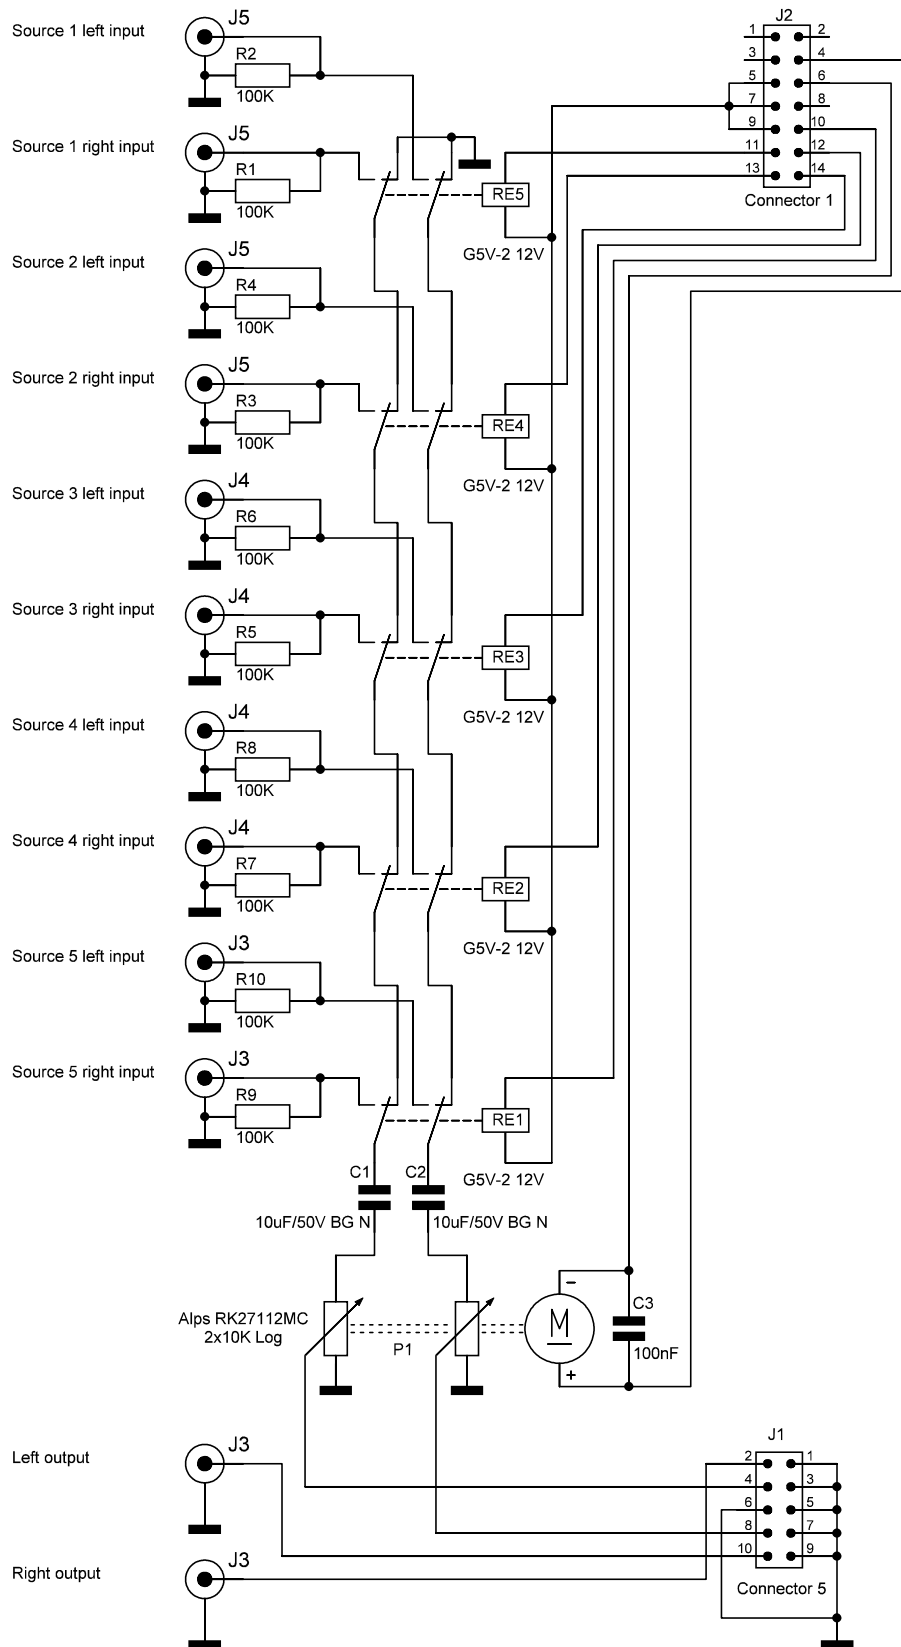 Source 1 left input
J5
R2
100K
Source 1 right input
J5
R1
100K
Source 2 left input
J5
R4
100K
Source 2 right input
J5
R3
100K
Source 3 left input
J4
R6
100K
Source 3 right input
J4
R5
100K
Source 4 left input
J4
R8
100K
Source 4 right input
J4
R7
100K
Source 5 left input
J3
R10
100K
Source 5 right input
J3
R9
100K
J2
1 2
3 4
5 6
7 8
9 10
11 12
13 14
Connector 1
RE5
G5V-2 12V
RE4
G5V-2 12V
RE3
G5V-2 12V
RE2
G5V-2 12V
RE1
G5V-2 12V
C1
10uF/50V BG N
C2
10uF/50V BG N
Alps RK27112MC
2x10K Log
P1
−
M
+
C3
100nF
Left output
J3
Right output
J3
J1
2 1
4 3
6 5
8 7
10 9
Connector 5